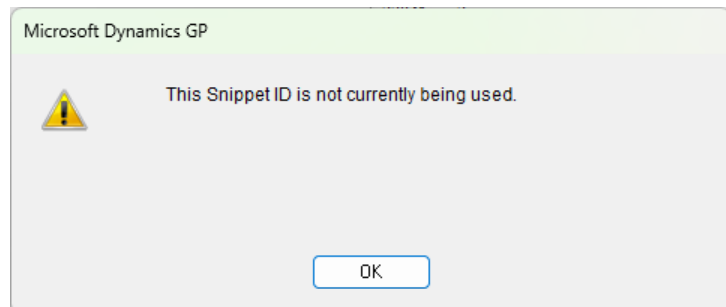 Microsoft Dynamics GP
This Snippet ID is not currently being used.
OK